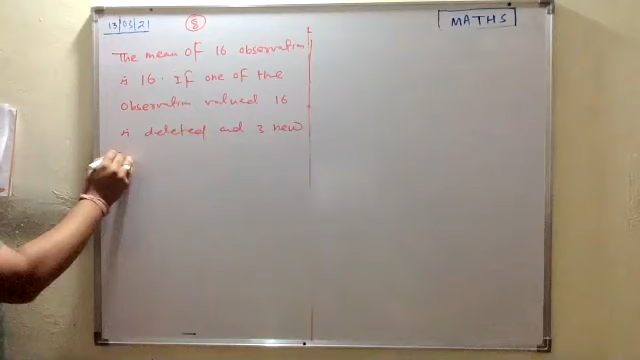 13/03/21
8
MATHS
The mean of 16 observation
is 16. If one of the
observation valued 16
is deleted and 3 new